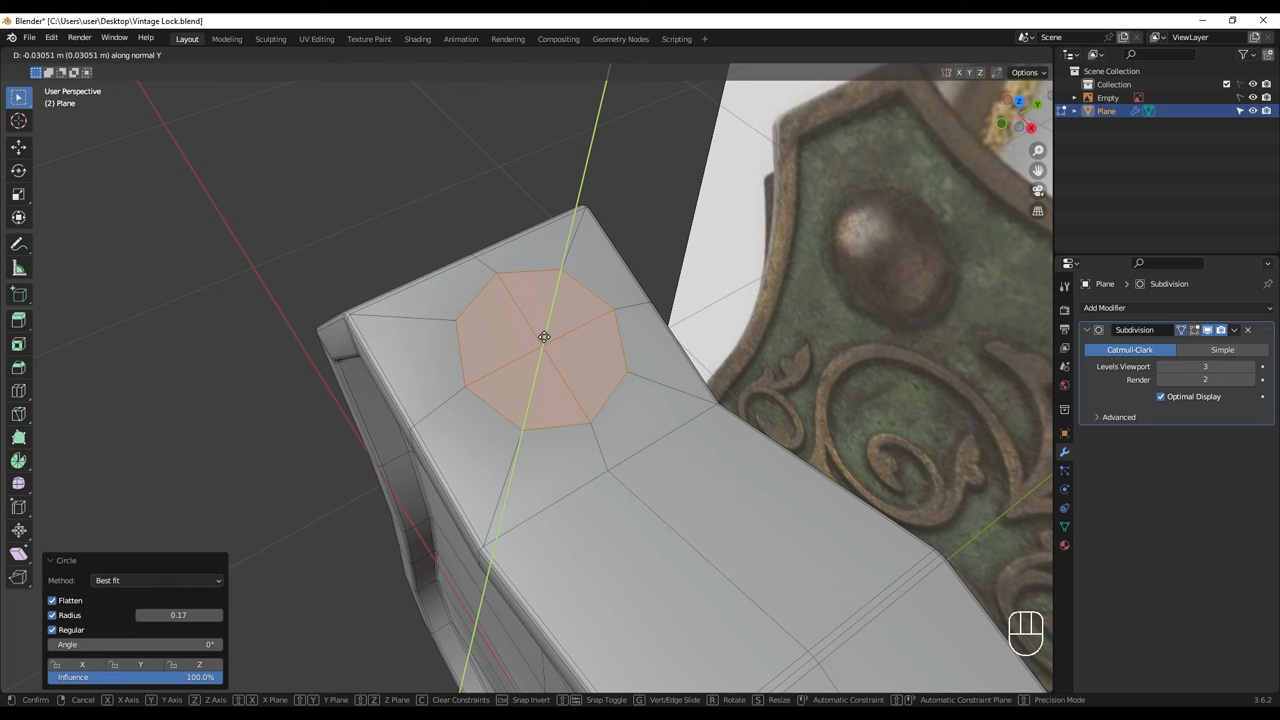 Blender* [C:\Users\user\Desktop\Vintage Lock.blend]
File Edit Render Window Help Layout Modeling Sculpting UV Editing Texture Paint Shading Animation Rendering Compositing Geometry Nodes Scripting + Scene ViewLayer
D: -0.03051 m (0.03051 m) along normal Y
X Y Z Options
User Perspective
(2) Plane
Scene Collection
Collection
Empty
Plane
Z
Y
X
Plane Subdivision
Add Modifier
Subdivision
Catmull-Clark Simple
Levels Viewport 3
Render 2
Optimal Display
Advanced
Circle
Method: Best fit
Flatten
Radius 0.17
Regular
Angle 0°
X Y Z
Influence 100.0%
Confirm Cancel X X Axis Y Y Axis Z Z Axis X X Plane Y Y Plane Z Z Plane C Clear Constraints Snap Invert Snap Toggle G Vert/Edge Slide R Rotate S Resize Automatic Constraint Automatic Constraint Plane Precision Mode 3.6.2